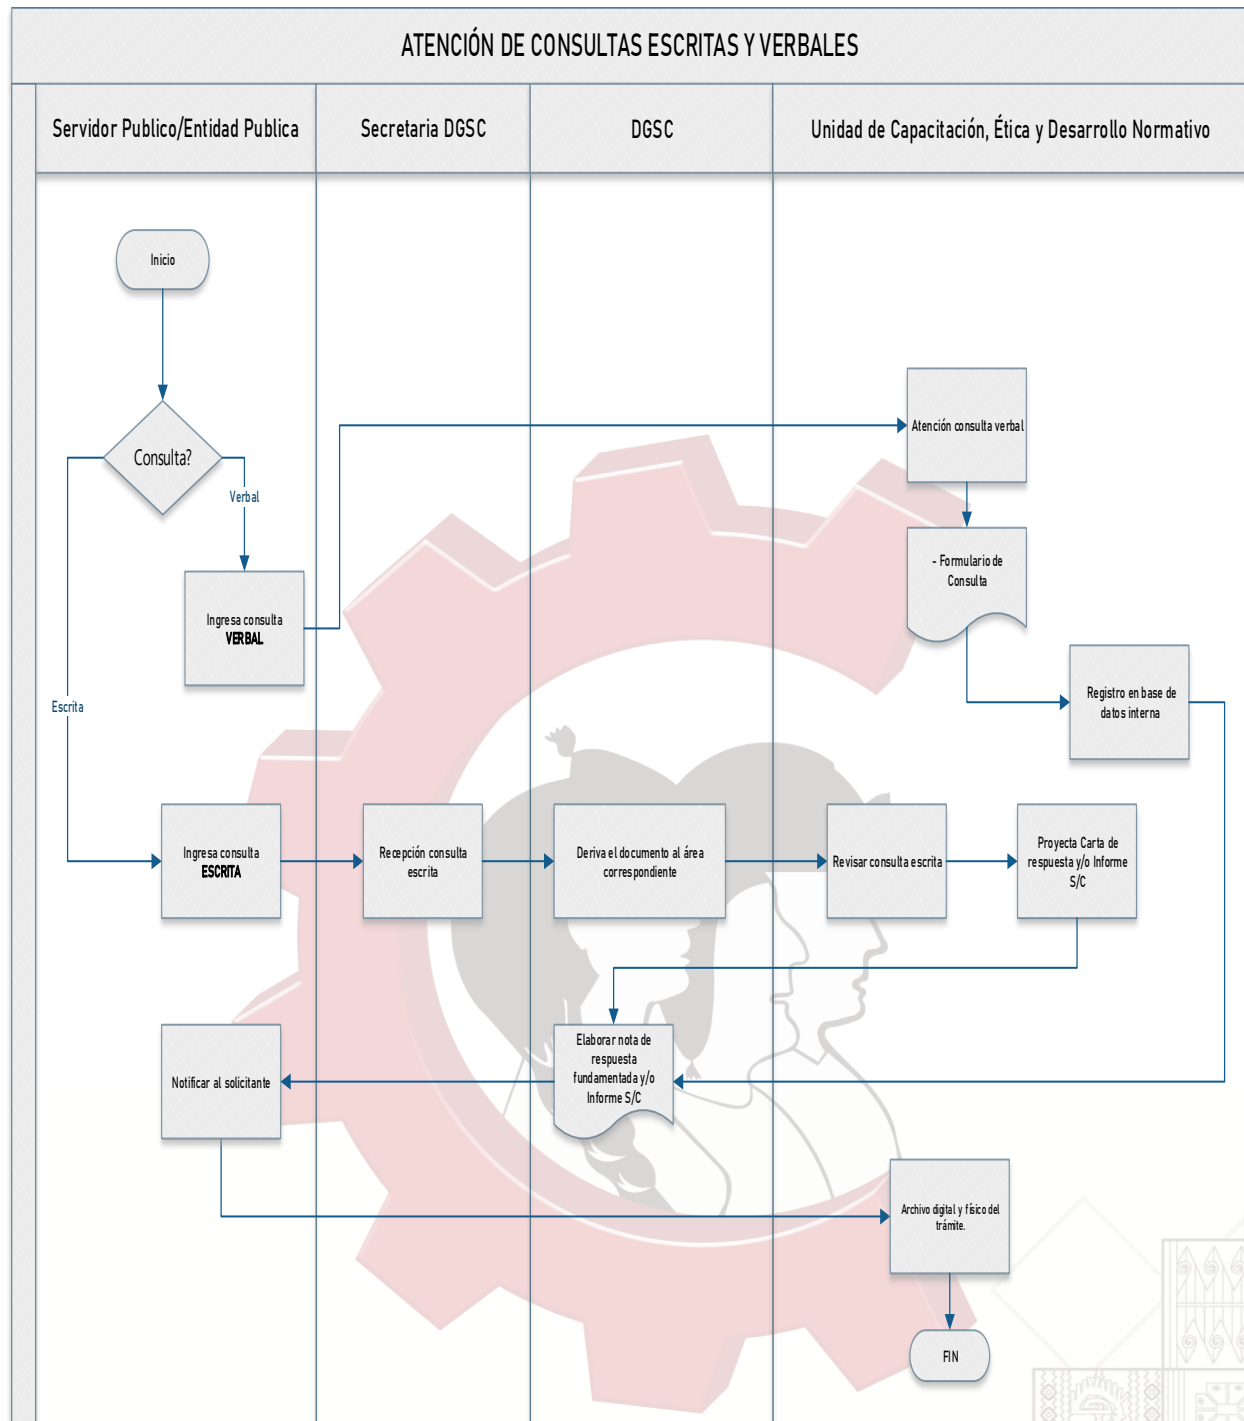 ATENCIÓN DE CONSULTAS ESCRITAS Y VERBALES
Servidor Publico/Entidad Publica
Secretaria DGSC
DGSC
Unidad de Capacitación, Ética y Desarrollo Normativo
Inicio
Consulta?
Verbal
Escrita
Ingresa consulta
VERBAL
Atención consulta verbal
- Formulario de
Consulta
Registro en base de
datos interna
Ingresa consulta
ESCRITA
Recepción consulta
escrita
Deriva el documento al área
correspondiente
Revisar consulta escrita
Proyecta Carta de
respuesta y/o Informe
S/C
Elaborar nota de
respuesta
fundamentada y/o
Informe S/C
Notificar al solicitante
Archivo digital y físico del
trámite.
FIN